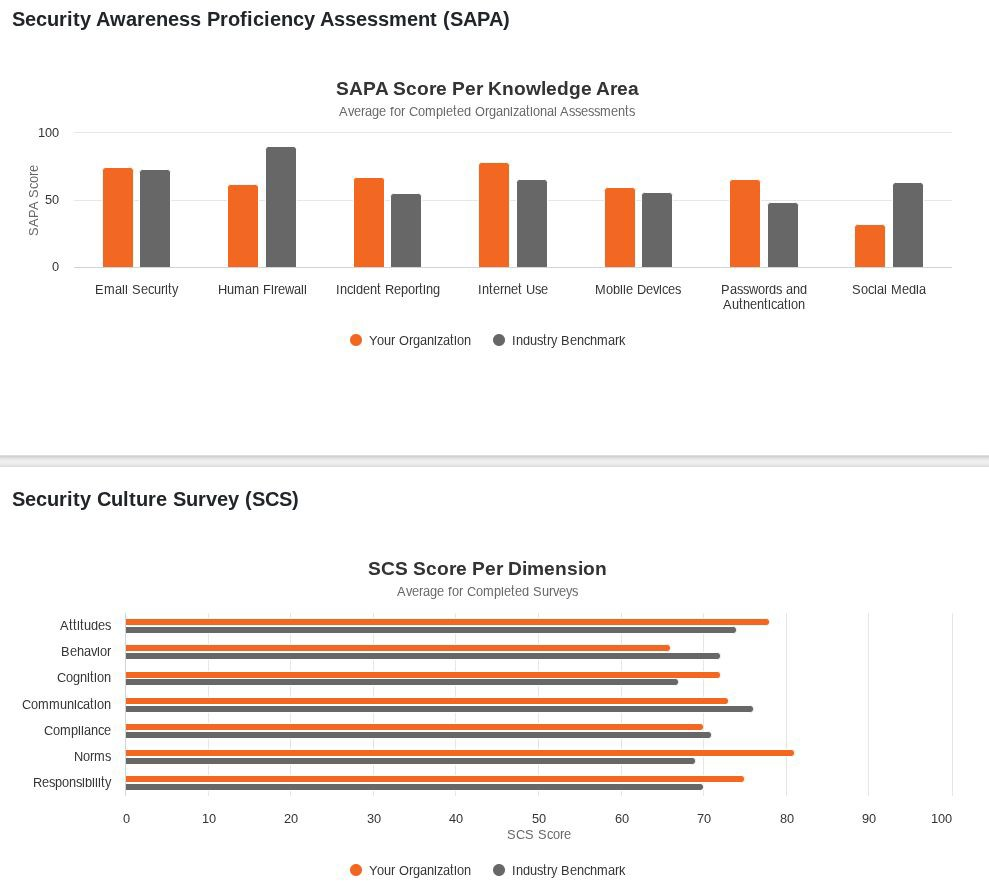 Security Awareness Proficiency Assessment (SAPA)
SAPA Score Per Knowledge Area
Average for Completed Organizational Assessments
100
50
0
SAPA Score
Email Security
Human Firewall
Incident Reporting
Internet Use
Mobile Devices
Passwords and
Authentication
Social Media
Your Organization
Industry Benchmark
Security Culture Survey (SCS)
SCS Score Per Dimension
Average for Completed Surveys
Attitudes
Behavior
Cognition
Communication
Compliance
Norms
Responsibility
0 10 20 30 40 50 60 70 80 90 100
SCS Score
Your Organization
Industry Benchmark